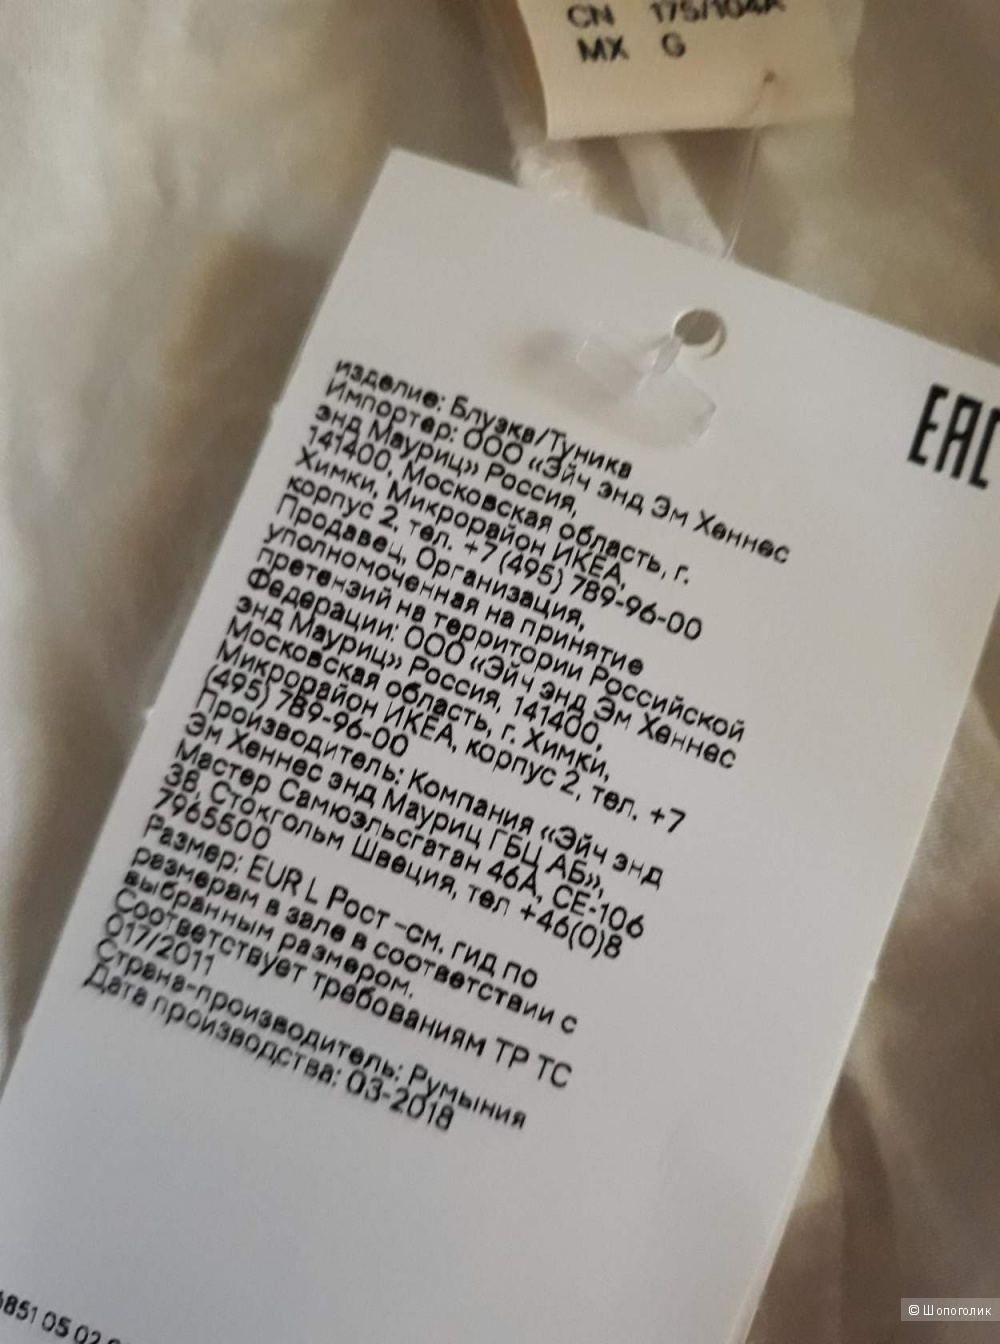 CN 175/104A
MX G
EAC
изделие: Блузка/Туника
Импортер: ООО «Эйч энд Эм Хеннес
энд Мауриц» Россия,
141400, Московская область, г.
Химки, Микрорайон ИКЕА,
корпус 2, тел. +7 (495) 789-96-00
Продавец, Организация,
уполномоченная на принятие
претензий на территории Российской
Федерации: ООО «Эйч энд Эм Хеннес
энд Мауриц» Россия, 141400,
Московская область, г. Химки,
Микрорайон ИКЕА, корпус 2, тел. +7
(495) 789-96-00
Производитель: Компания «Эйч энд
Эм Хеннес энд Мауриц ГБЦ АБ»,
Мастер Самюэльсгатан 46А, СЕ-106
38, Стокгольм Швеция, тел +46(0)8
7965500
Размер: EUR L Рост –см. гид по
размерам в зале в соответствии с
выбранным размером.
Соответствует требованиям ТР ТС
017/2011
Страна-производитель: Румыния
Дата производства: Q3-2018
6851 05 02
© Шопоголик